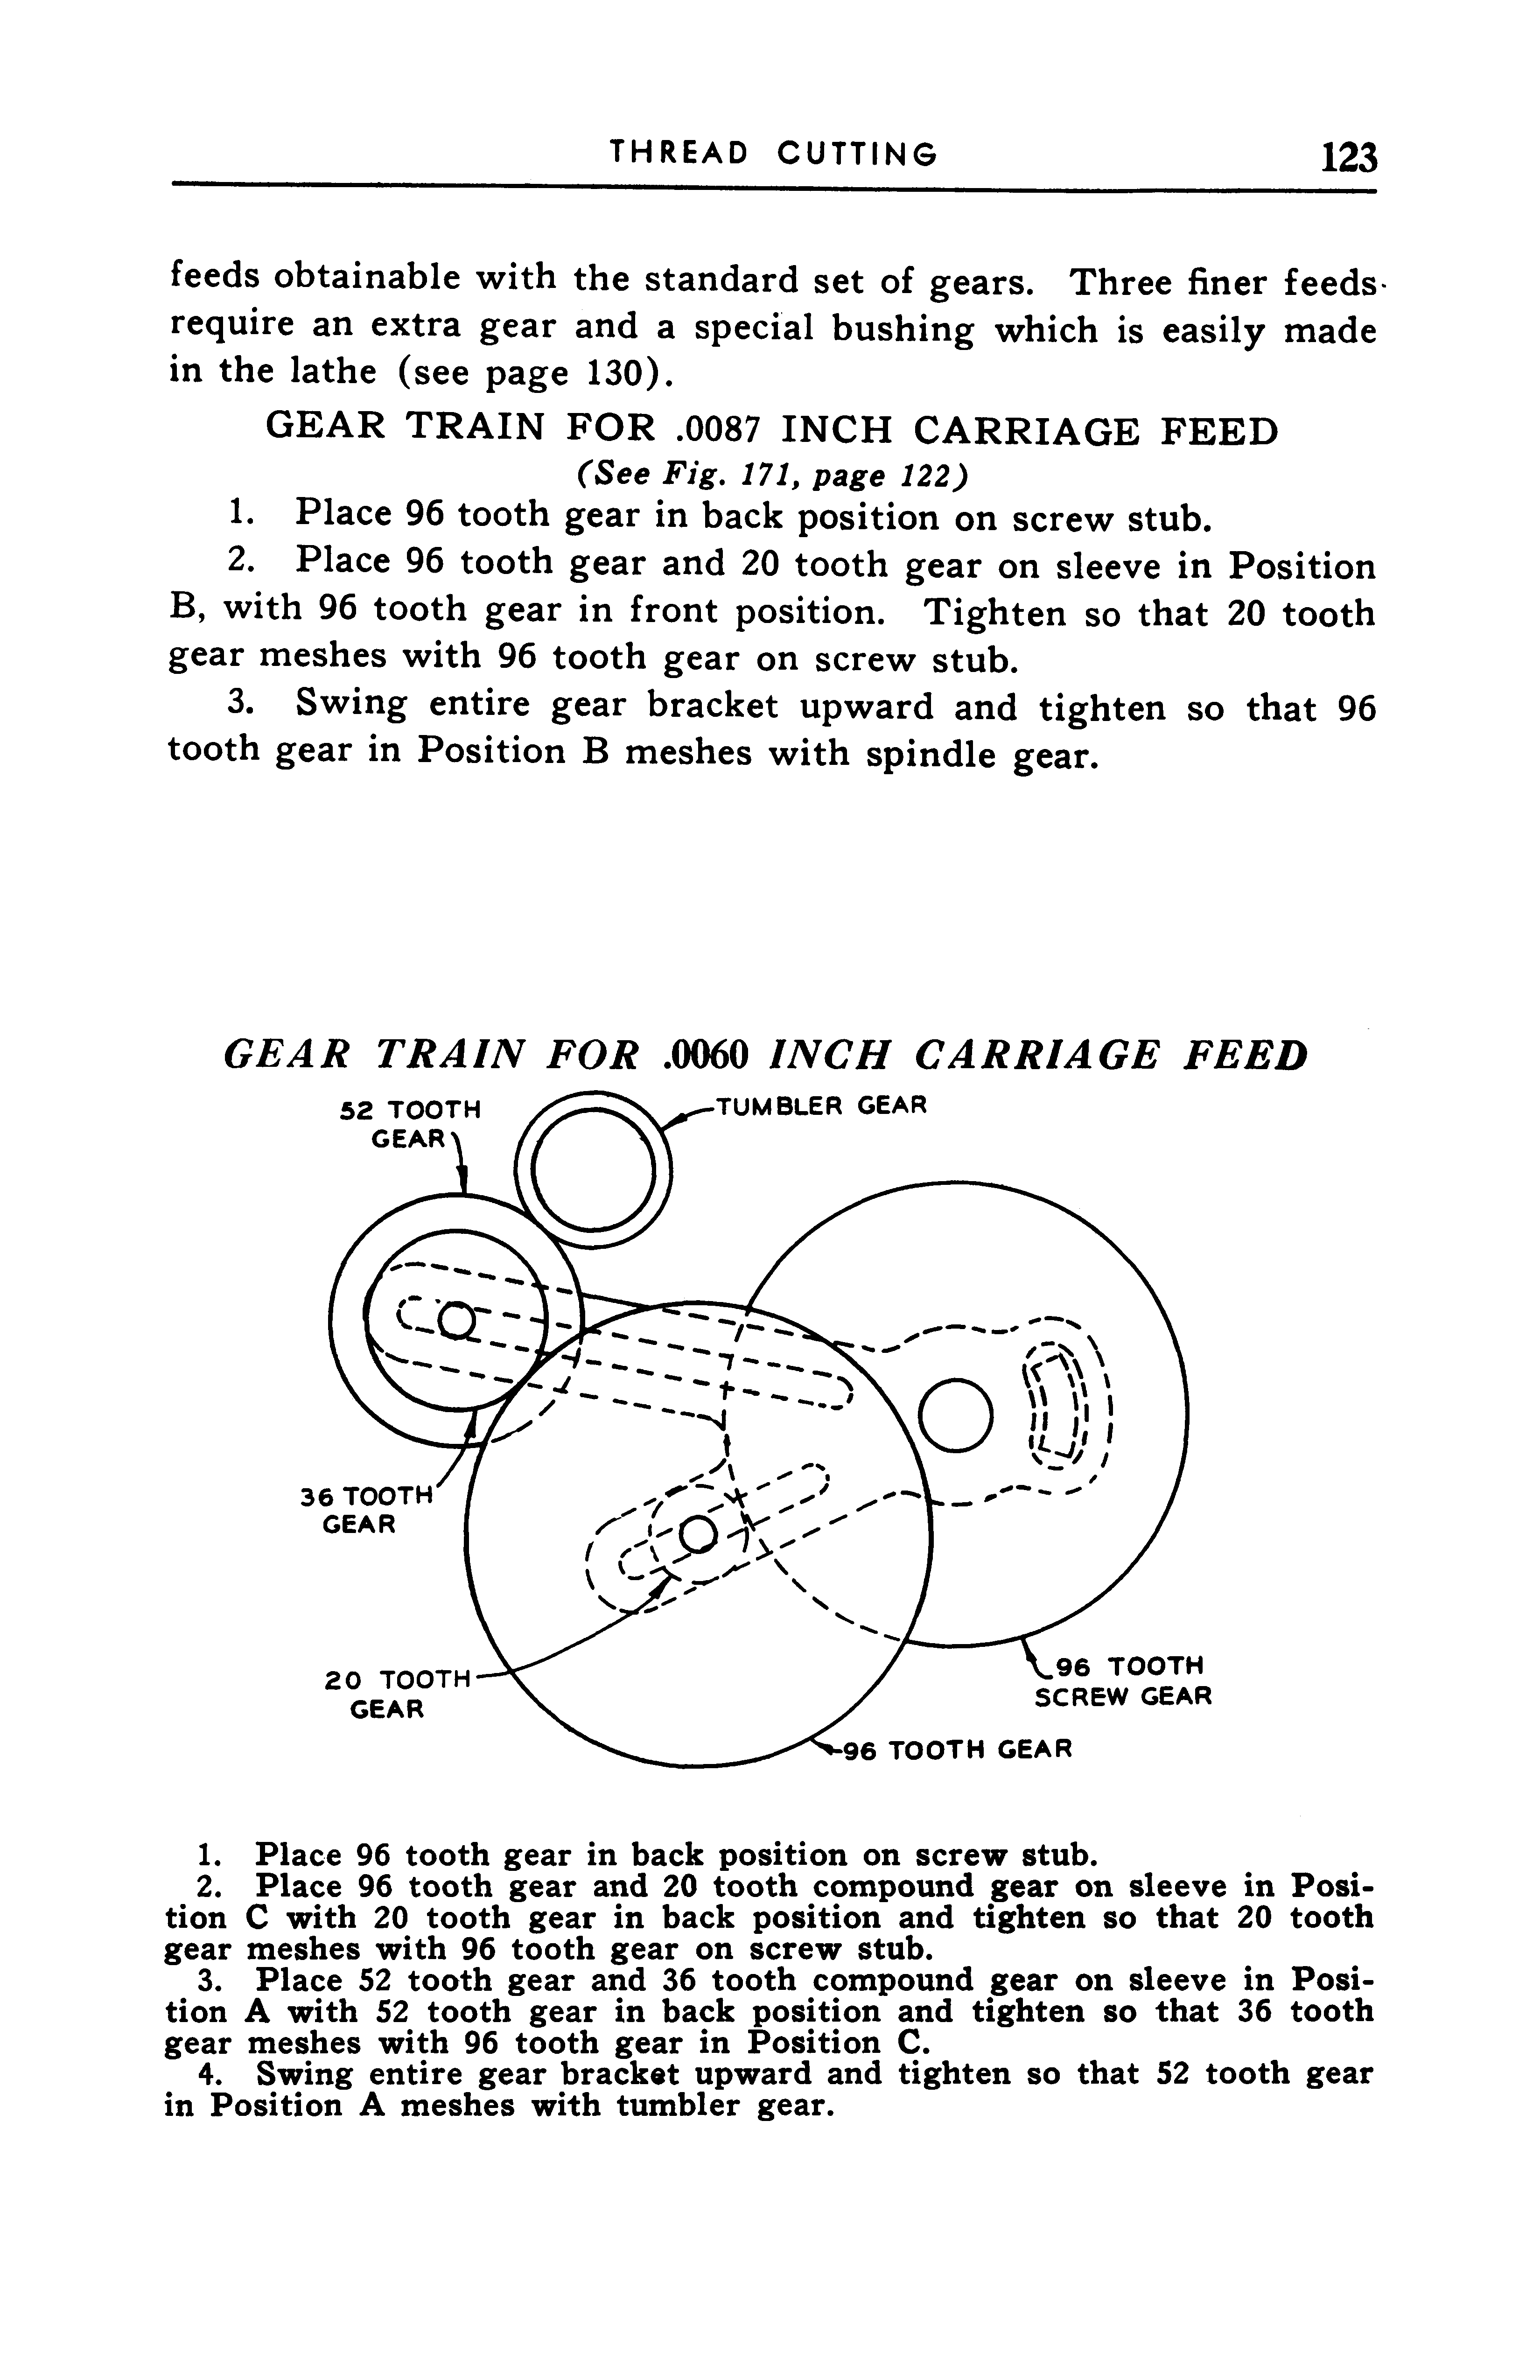 THREAD CUTTING 123
feeds obtainable with the standard set of gears. Three finer feeds
require an extra gear and a special bushing which is easily made
in the lathe (see page 130).
GEAR TRAIN FOR .0087 INCH CARRIAGE FEED
(See Fig. 171, page 122)
1. Place 96 tooth gear in back position on screw stub.
2. Place 96 tooth gear and 20 tooth gear on sleeve in Position
B, with 96 tooth gear in front position. Tighten so that 20 tooth
gear meshes with 96 tooth gear on screw stub.
3. Swing entire gear bracket upward and tighten so that 96
tooth gear in Position B meshes with spindle gear.
GEAR TRAIN FOR .0060 INCH CARRIAGE FEED
52 TOOTH
GEAR
TUMBLER GEAR
36 TOOTH
GEAR
20 TOOTH
GEAR
96 TOOTH
SCREW GEAR
96 TOOTH GEAR
1. Place 96 tooth gear in back position on screw stub.
2. Place 96 tooth gear and 20 tooth compound gear on sleeve in Posi-
tion C with 20 tooth gear in back position and tighten so that 20 tooth
gear meshes with 96 tooth gear on screw stub.
3. Place 52 tooth gear and 36 tooth compound gear on sleeve in Posi-
tion A with 52 tooth gear in back position and tighten so that 36 tooth
gear meshes with 96 tooth gear in Position C.
4. Swing entire gear bracket upward and tighten so that 52 tooth gear
in Position A meshes with tumbler gear.